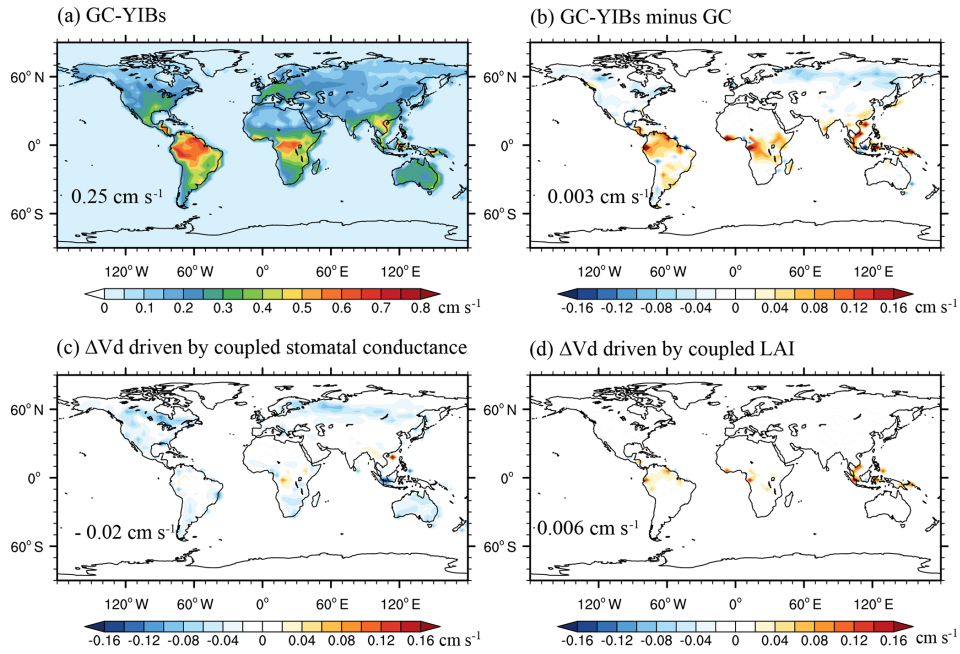 (a) GC-YIBs
60° N
0°
60° S
0.25 cm s⁻¹
120° W 60° W 0° 60° E 120° E
0 0.1 0.2 0.3 0.4 0.5 0.6 0.7 0.8 cm s⁻¹
(b) GC-YIBs minus GC
60° N
0°
60° S
0.003 cm s⁻¹
120° W 60° W 0° 60° E 120° E
-0.16 -0.12 -0.08 -0.04 0 0.04 0.08 0.12 0.16 cm s⁻¹
(c) ΔVd driven by coupled stomatal conductance
60° N
0°
60° S
- 0.02 cm s⁻¹
120° W 60° W 0° 60° E 120° E
-0.16 -0.12 -0.08 -0.04 0 0.04 0.08 0.12 0.16 cm s⁻¹
(d) ΔVd driven by coupled LAI
60° N
0°
60° S
0.006 cm s⁻¹
120° W 60° W 0° 60° E 120° E
-0.16 -0.12 -0.08 -0.04 0 0.04 0.08 0.12 0.16 cm s⁻¹